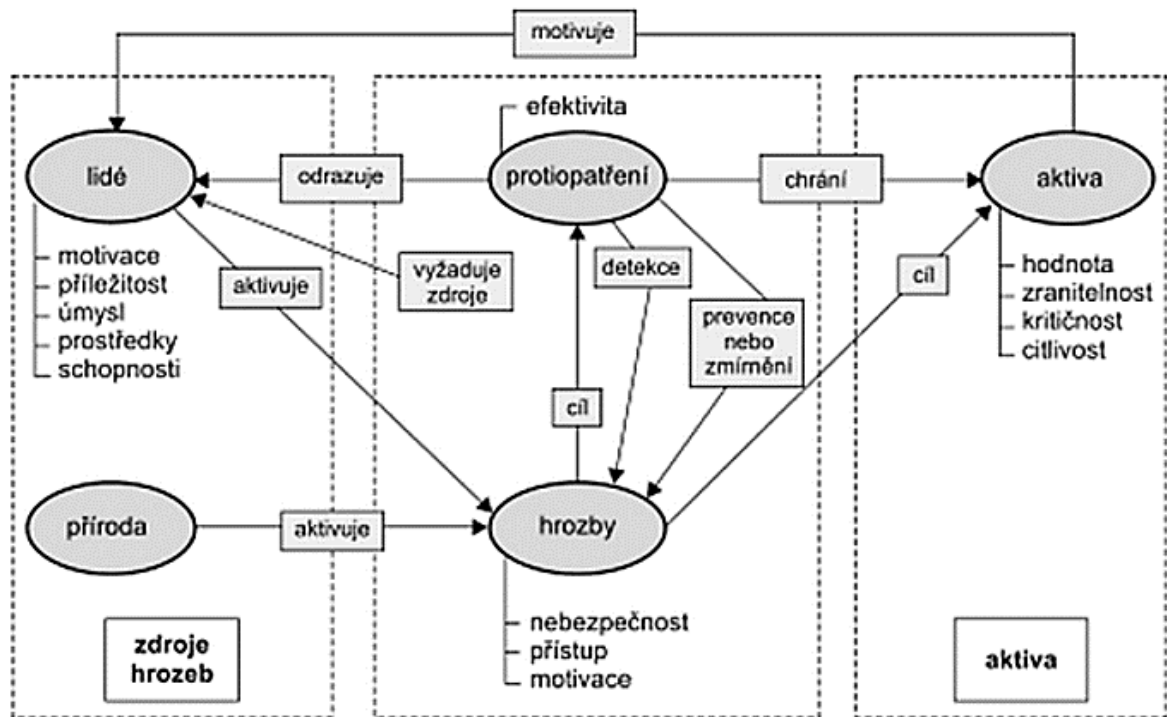 motivuje
efektivita
lidé
odrazuje
protiopatření
chrání
aktiva
motivace
příležitost
úmysl
prostředky
schopnosti
aktivuje
vyžaduje
zdroje
detekce
prevence
nebo
zmírnění
cíl
hodnota
zranitelnost
kritičnost
citlivost
cíl
příroda
aktivuje
hrozby
nebezpečnost
přístup
motivace
zdroje
hrozeb
aktiva